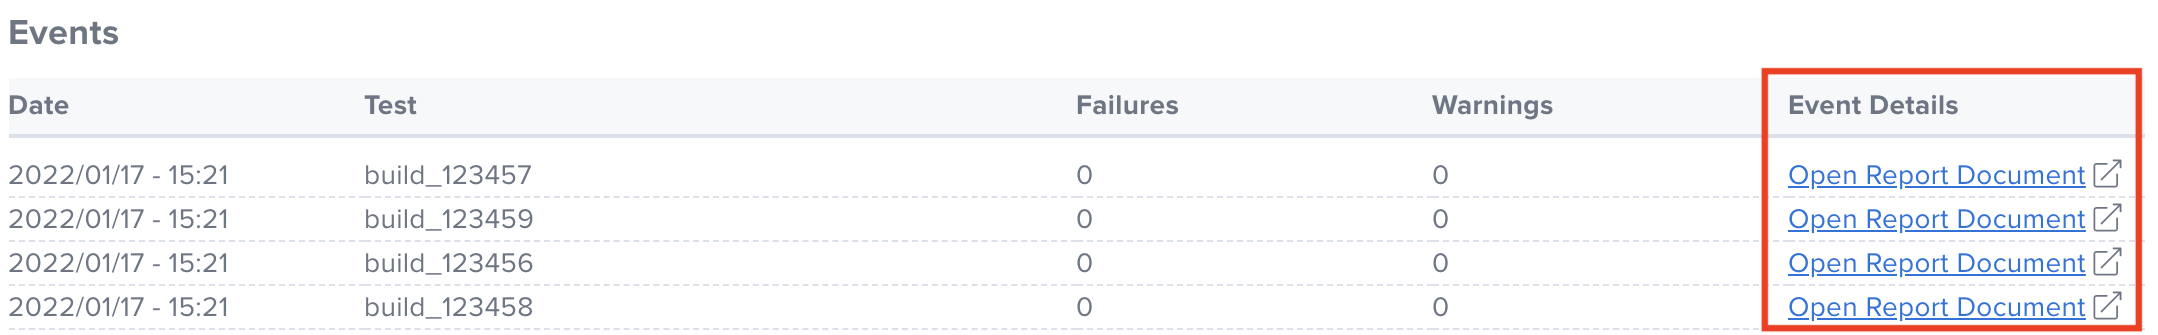 Events
Date Test Failures Warnings Event Details
2022/01/17 - 15:21 build_123457 0 0 Open Report Document
2022/01/17 - 15:21 build_123459 0 0 Open Report Document
2022/01/17 - 15:21 build_123456 0 0 Open Report Document
2022/01/17 - 15:21 build_123458 0 0 Open Report Document